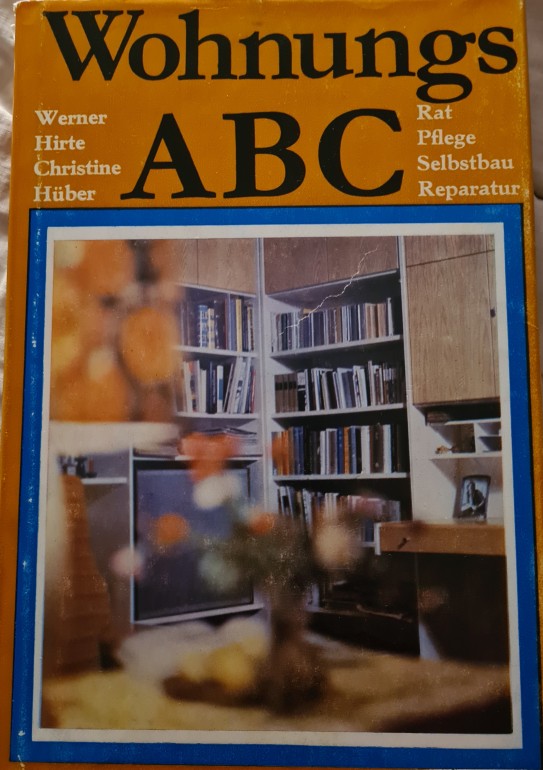 Wohnungs
ABC
Werner
Hirte
Christine
Hüber
Rat
Pflege
Selbstbau
Reparatur